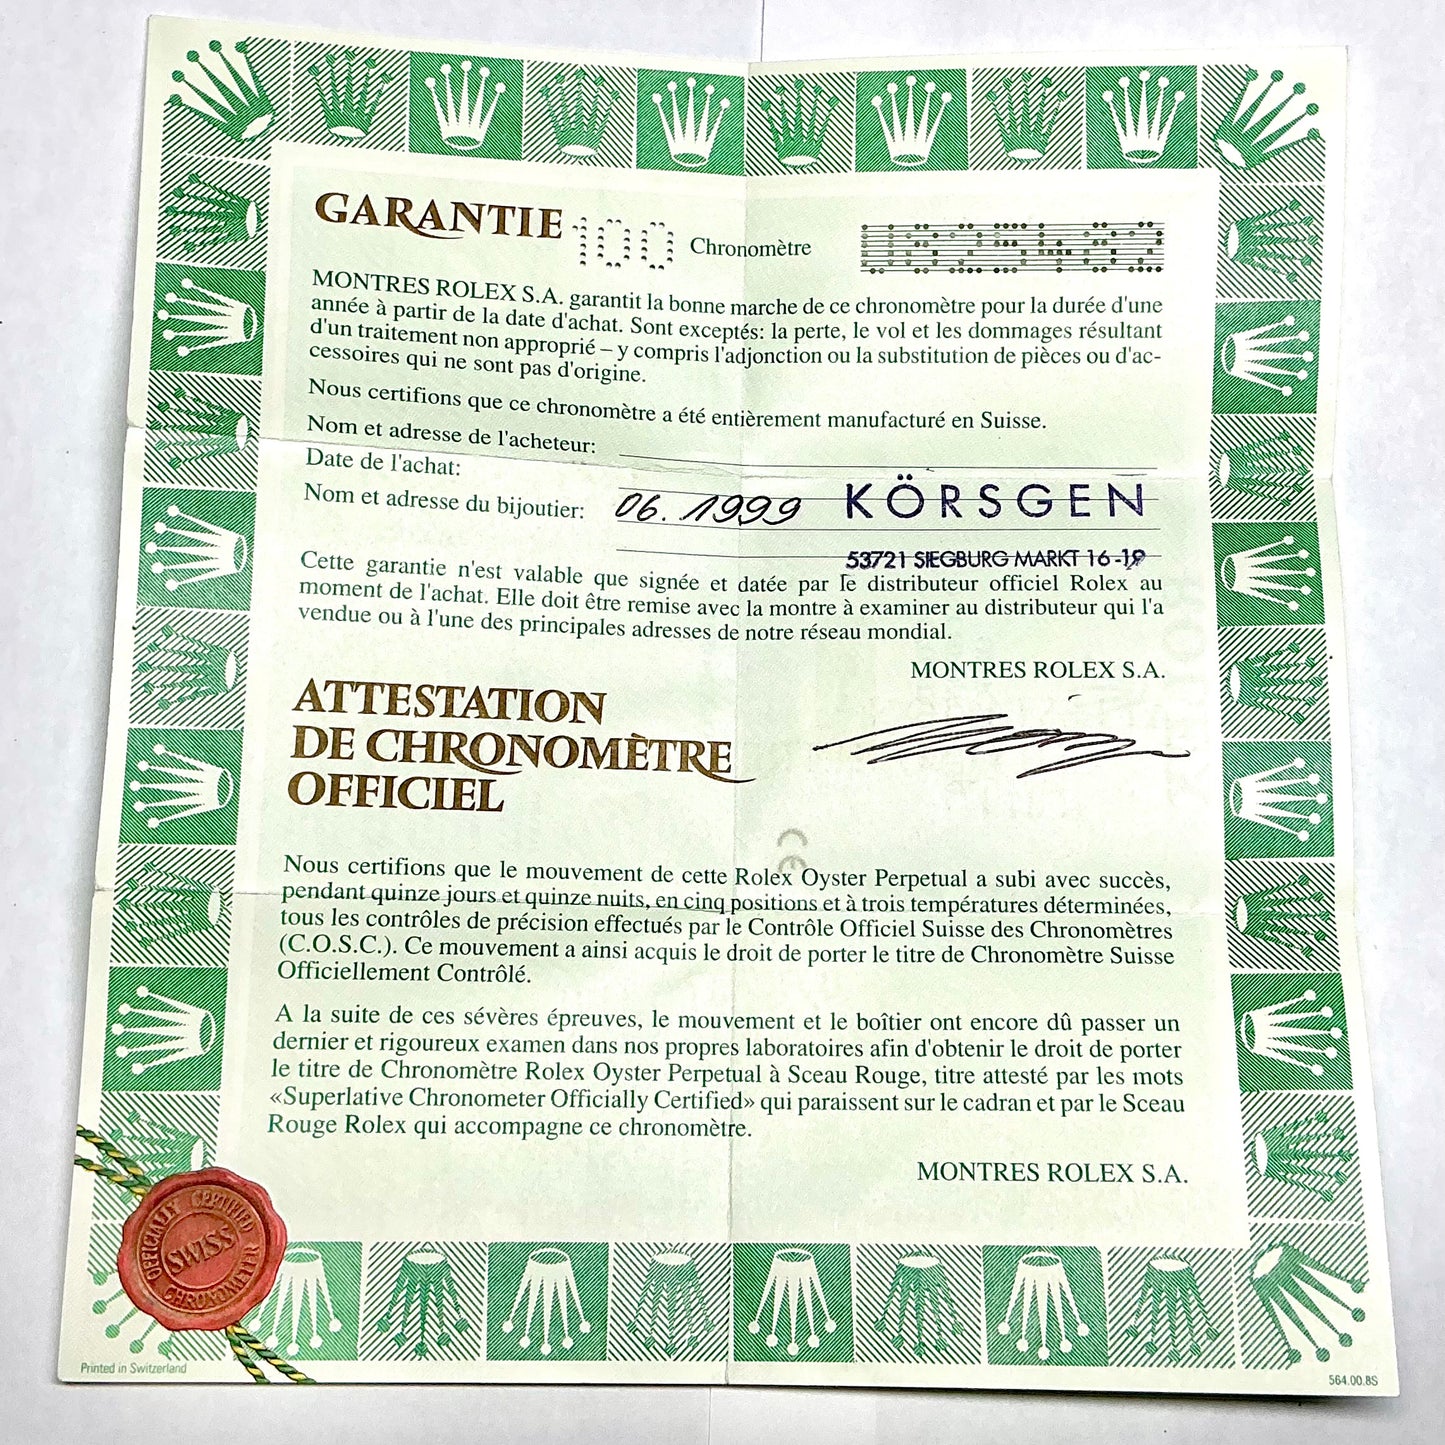 GARANTIE 100 Chronomètre
MONTRES ROLEX S.A. garantit la bonne marche de ce chronomètre pour la durée d'une
année à partir de la date d'achat. Sont exceptés: la perte, le vol et les dommages résultant
d'un traitement non approprié – y compris l'adjonction ou la substitution de pièces ou d'ac-
cessoires qui ne sont pas d'origine.
Nous certifions que ce chronomètre a été entièrement manufacturé en Suisse.
Nom et adresse de l'acheteur:
Date de l'achat:
Nom et adresse du bijoutier: 06.1999 KÖRSGEN
53721 SIEGBURG MARKT 16-19
Cette garantie n'est valable que signée et datée par le distributeur officiel Rolex au
moment de l'achat. Elle doit être remise avec la montre à examiner au distributeur qui l'a
vendue ou à l'une des principales adresses de notre réseau mondial.
MONTRES ROLEX S.A.
ATTESTATION
DE CHRONOMÈTRE
OFFICIEL
CE
Nous certifions que le mouvement de cette Rolex Oyster Perpetual a subi avec succès,
pendant quinze jours et quinze nuits, en cinq positions et à trois températures déterminées,
tous les contrôles de précision effectués par le Contrôle Officiel Suisse des Chronomètres
(C.O.S.C.). Ce mouvement a ainsi acquis le droit de porter le titre de Chronomètre Suisse
Officiellement Contrôlé.
A la suite de ces sévères épreuves, le mouvement et le boîtier ont encore dû passer un
dernier et rigoureux examen dans nos propres laboratoires afin d'obtenir le droit de porter
le titre de Chronomètre Rolex Oyster Perpetual à Sceau Rouge, titre attesté par les mots
«Superlative Chronometer Officially Certified» qui paraissent sur le cadran et par le Sceau
Rouge Rolex qui accompagne ce chronomètre.
MONTRES ROLEX S.A.
OFFICIALLY CERTIFIED
SWISS
CHRONOMETER
Printed in Switzerland
564.00.8S